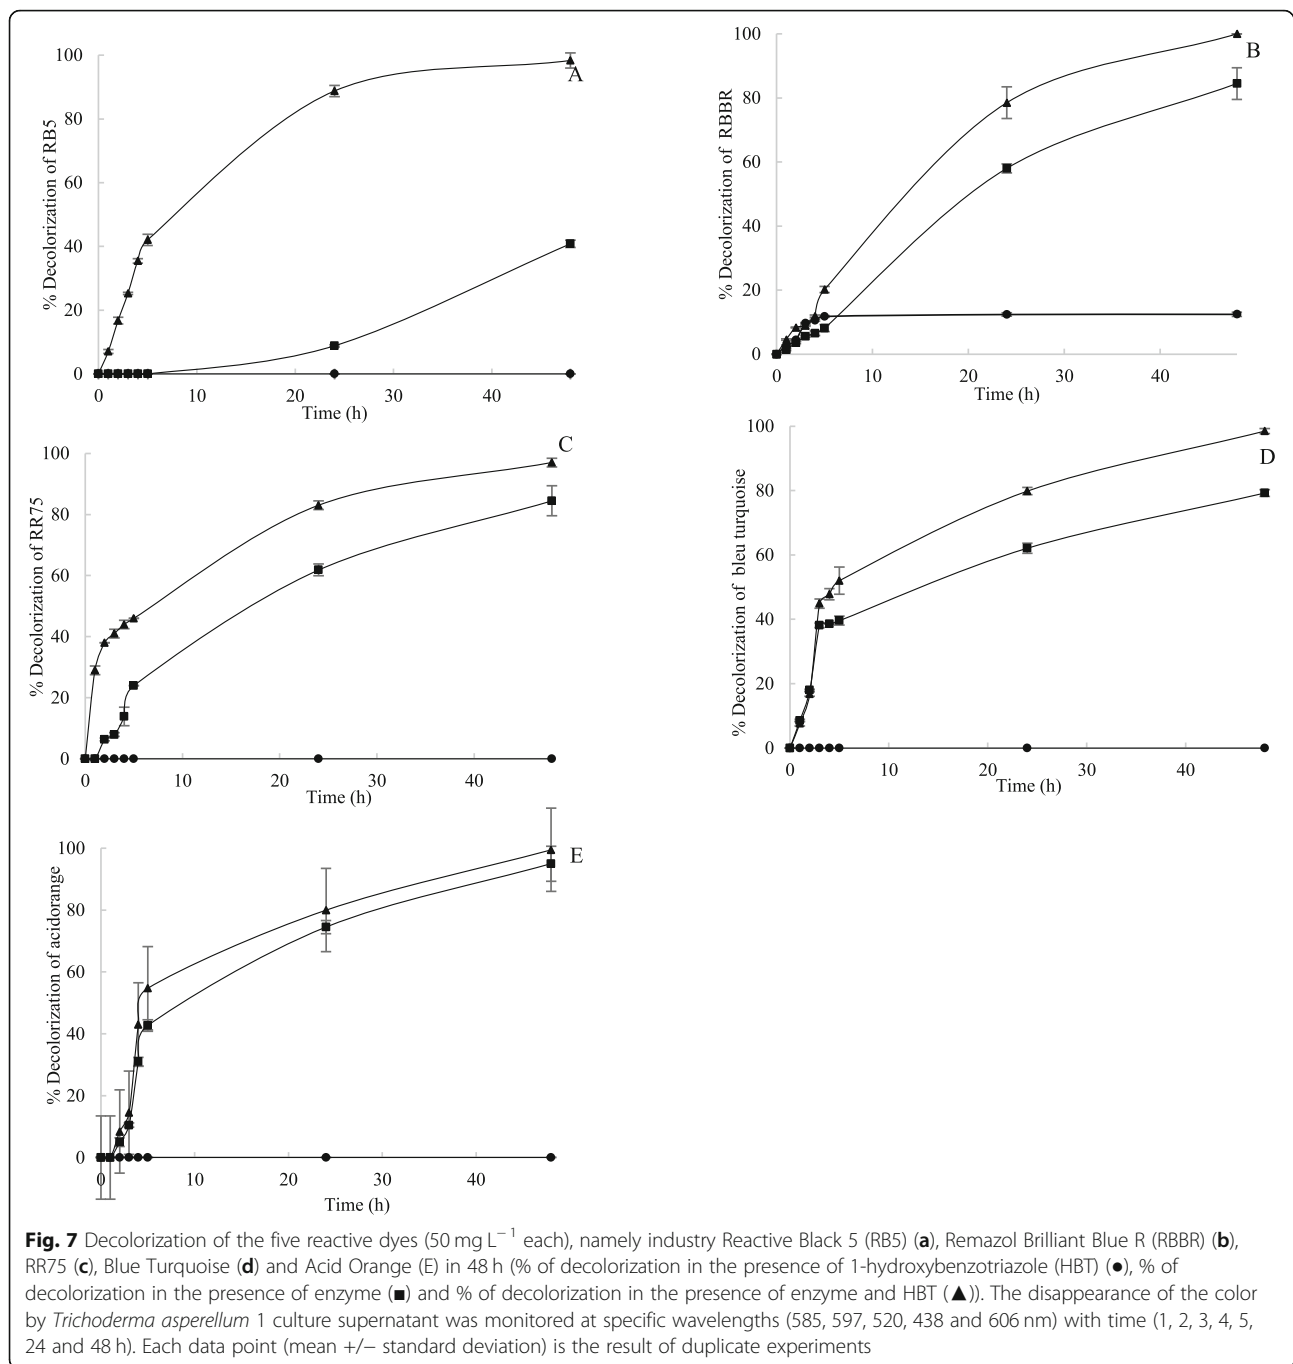 100
80
60
40
20
0
% Decolorization of RB5
0 10 20 30 40
Time (h)
A
100
80
60
40
20
0
% Decolorization of RBBR
0 10 20 30 40
Time (h)
B
100
80
60
40
20
0
% Decolorization of RR75
0 10 20 30 40
Time (h)
C
100
80
60
40
20
0
% Decolorization of bleu turquoise
0 10 20 30 40
Time (h)
D
100
80
60
40
20
0
% Decolorization of acidorange
0 10 20 30 40
Time (h)
E
Fig. 7 Decolorization of the five reactive dyes (50 mg L⁻¹ each), namely industry Reactive Black 5 (RB5) (a), Remazol Brilliant Blue R (RBBR) (b),
RR75 (c), Blue Turquoise (d) and Acid Orange (E) in 48 h (% of decolorization in the presence of 1-hydroxybenzotriazole (HBT) (●), % of
decolorization in the presence of enzyme (■) and % of decolorization in the presence of enzyme and HBT (▲)). The disappearance of the color
by Trichoderma asperellum 1 culture supernatant was monitored at specific wavelengths (585, 597, 520, 438 and 606 nm) with time (1, 2, 3, 4, 5,
24 and 48 h). Each data point (mean +/− standard deviation) is the result of duplicate experiments